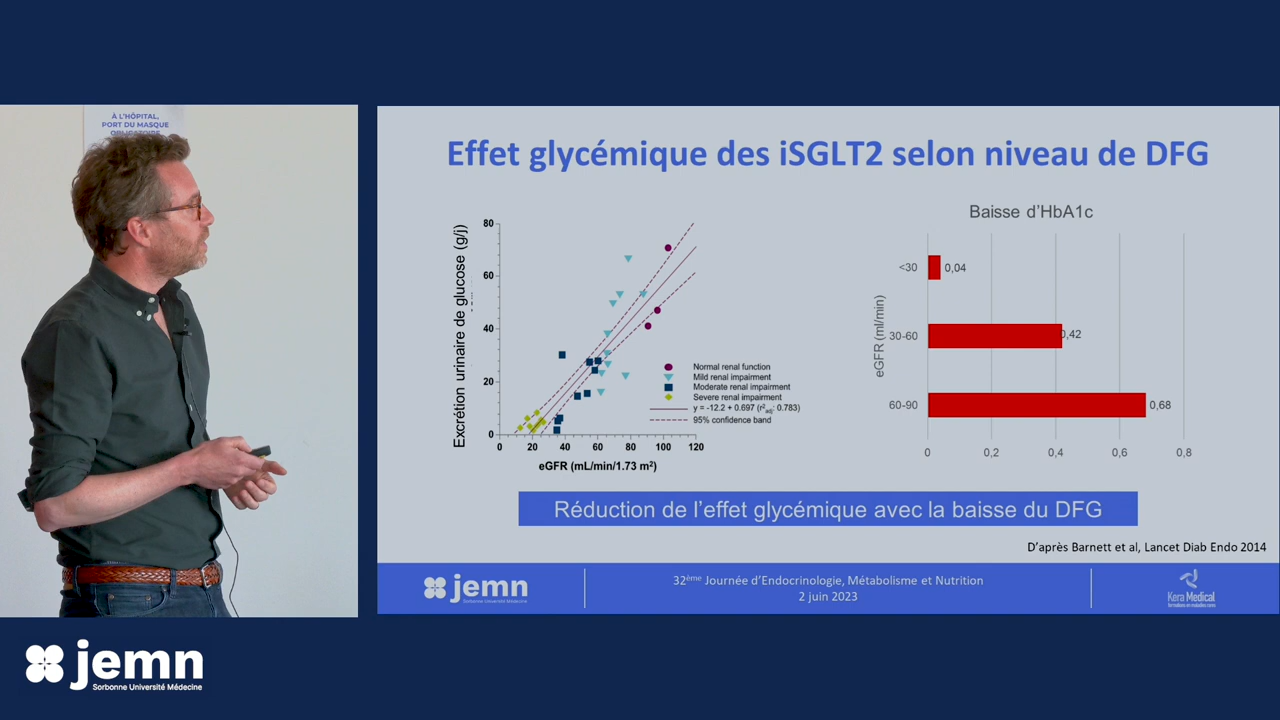 À L'HÔPITAL,
PORT DU MASQUE
OBLIGATOIRE
Effet glycémique des iSGLT2 selon niveau de DFG
Excrétion urinaire de glucose (g/j)
80
60
40
20
0
0 20 40 60 80 100 120
eGFR (mL/min/1.73 m²)
Normal renal function
Mild renal impairment
Moderate renal impairment
Severe renal impairment
y = -12.2 + 0.697 (r²adj: 0.783)
95% confidence band
Baisse d'HbA1c
eGFR (ml/min)
<30 0,04
30-60 0,42
60-90 0,68
0 0,2 0,4 0,6 0,8
Réduction de l'effet glycémique avec la baisse du DFG
D'après Barnett et al, Lancet Diab Endo 2014
jemn
Sorbonne Université Médecine
32ème Journée d'Endocrinologie, Métabolisme et Nutrition
2 juin 2023
Kera Medical
formations en maladies rares
jemn
Sorbonne Université Médecine